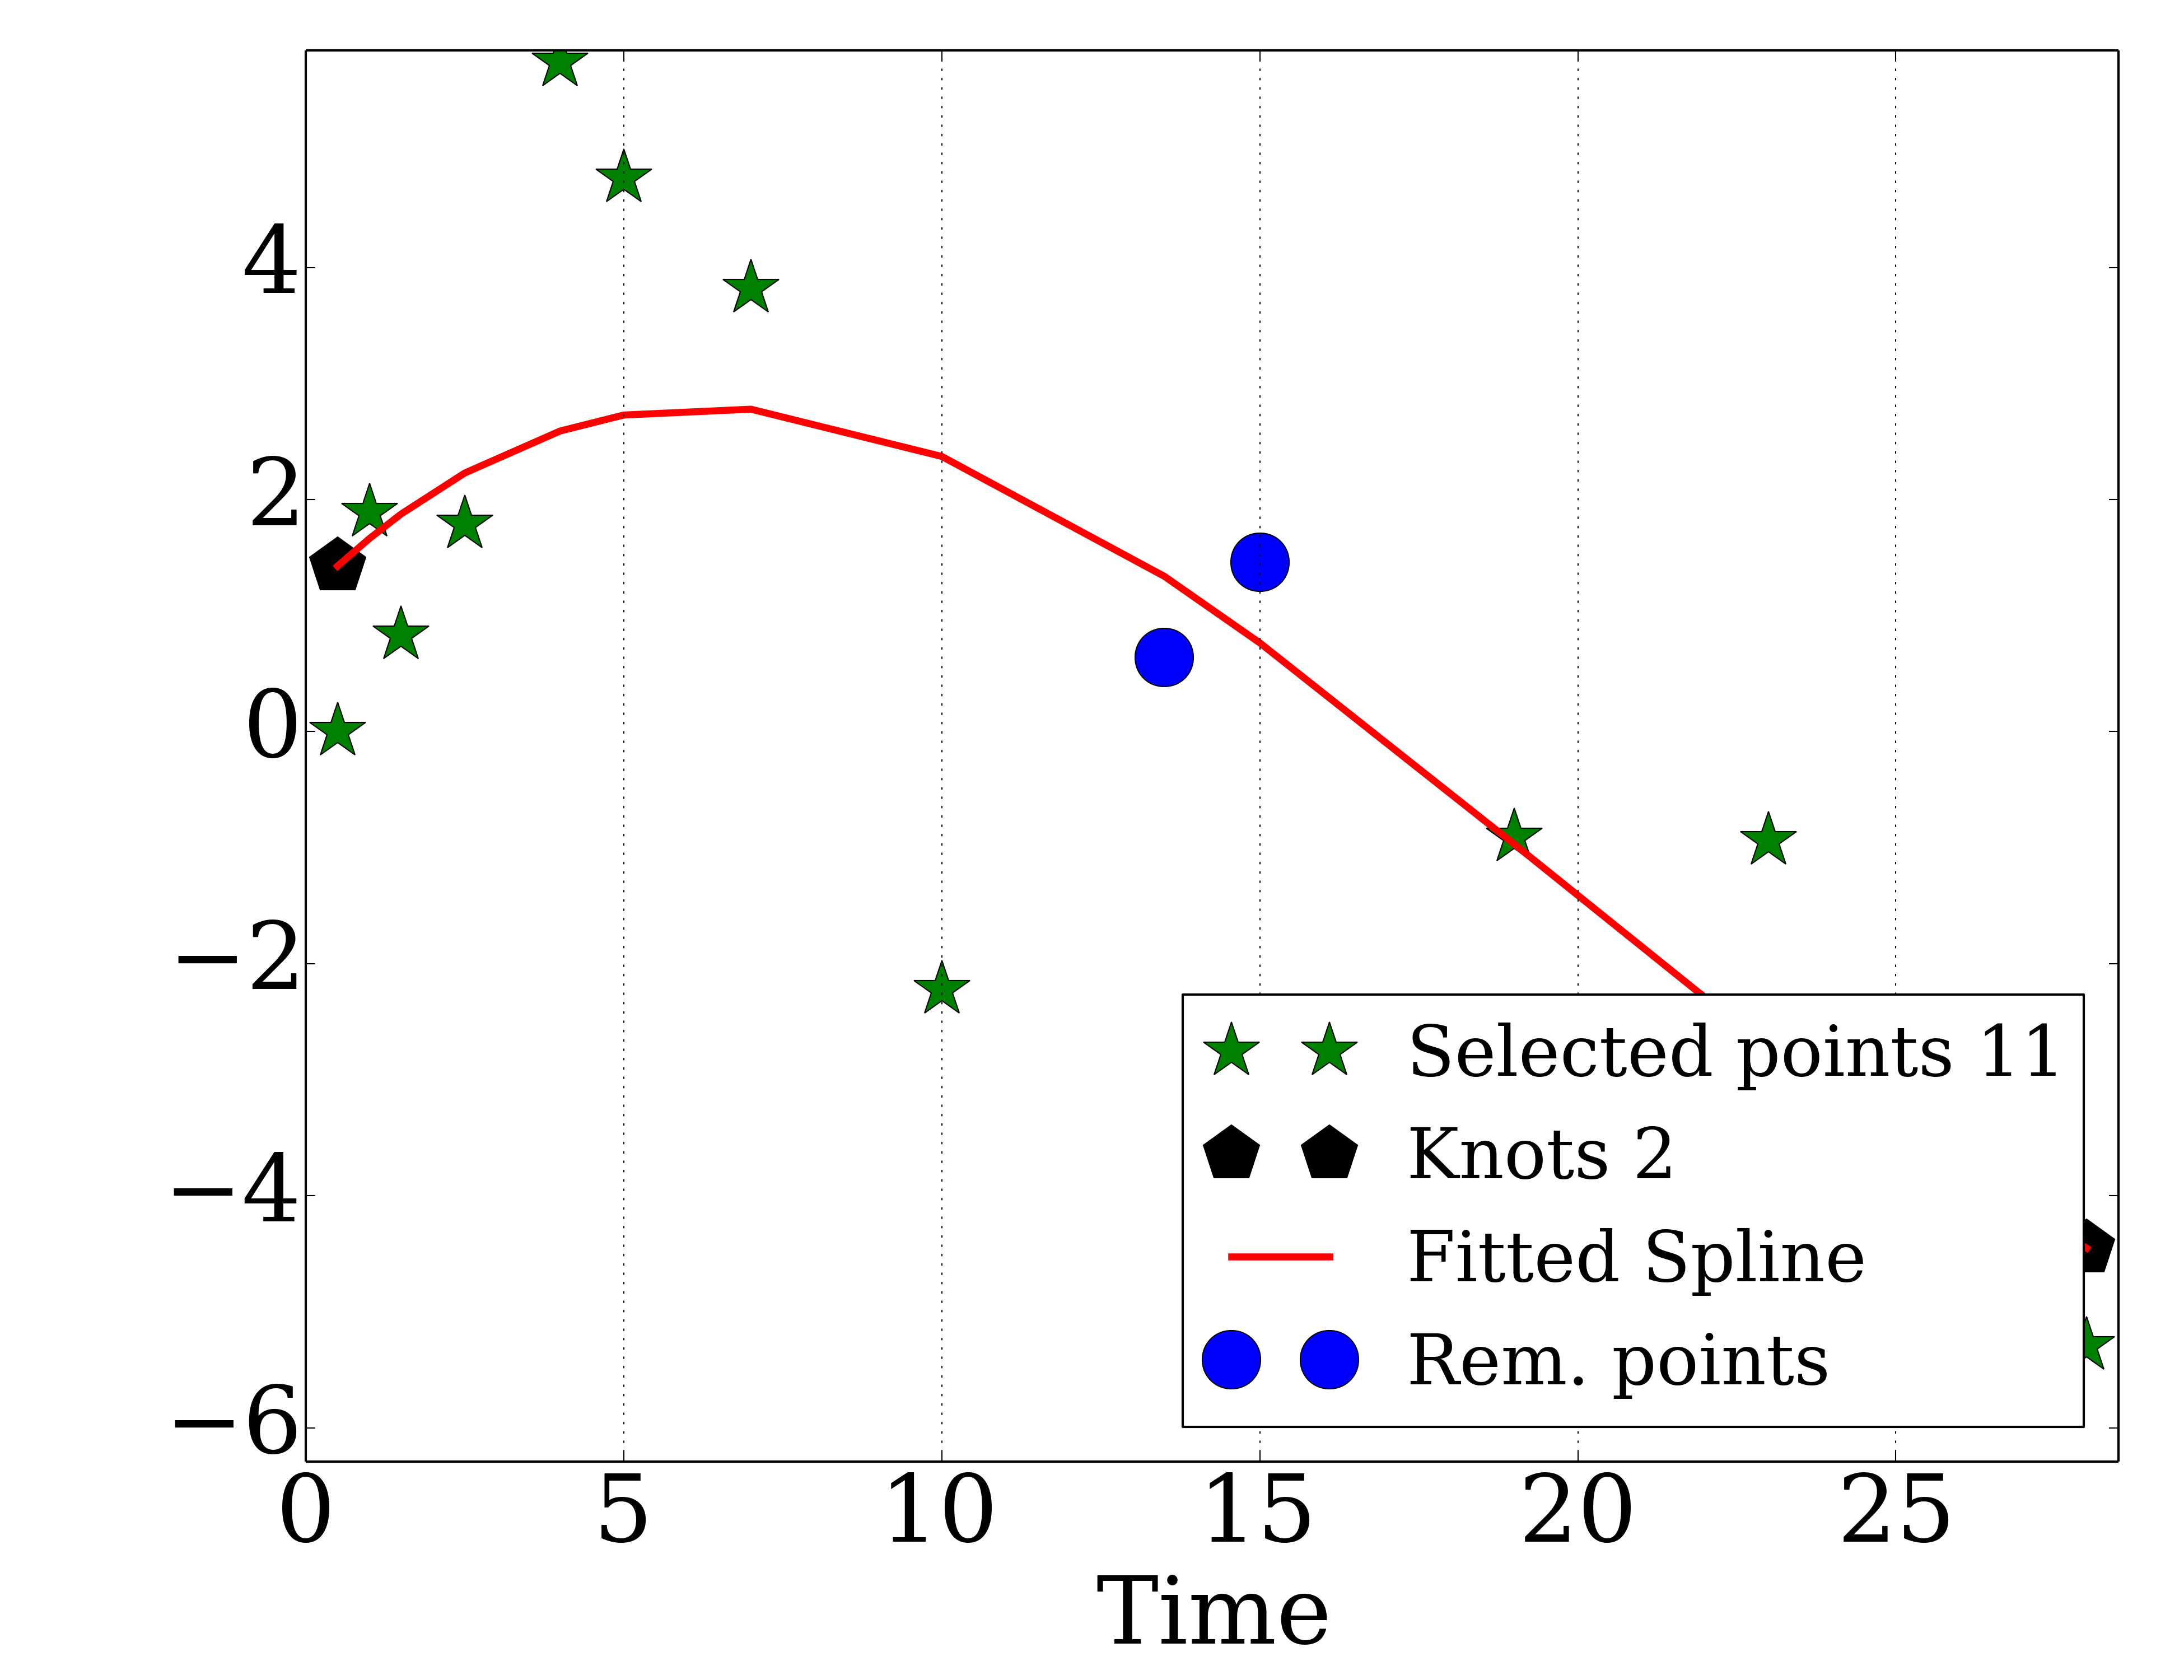 4
2
0
−2
−4
−6
0 5 10 15 20 25
Time
Selected points 11
Knots 2
Fitted Spline
Rem. points